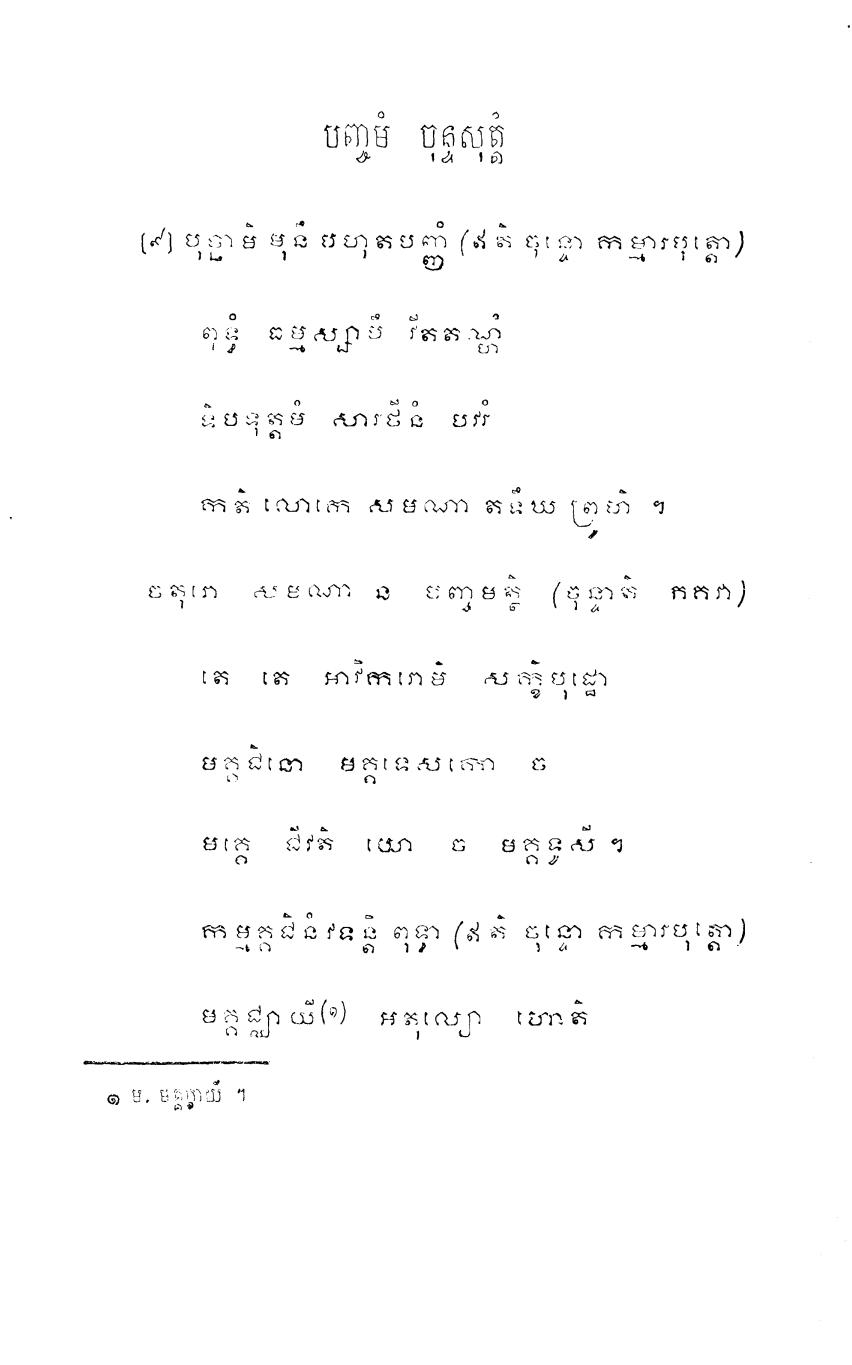 បញ្ចមំ ចុន្ទសុត្តំ
[៩] បុច្ឆាមិ មុនឹ បហុតបញ្ញំ (ឥតិ ចុន្ទោ កម្មារបុត្តោ)
ពុទ្ធំ ធម្មស្សាមឹ វីតតណ្ហំ
ទិបទុត្តមំ សារថីនំ បវរំ
កតិ លោកេ សមណា តទឹឃ ព្រូហិ ។
ចតុរោ សមណា ន បញ្ចមត្ថិ (ចុន្ទាតិ ភគវា)
តេ តេ អាវិករោមិ សក្ខិបុដ្ឋោ
មគ្គជិនោ មគ្គទេសកោ ច
មគ្គេ ជីវតិ យោ ច មគ្គទូសី ។
កម្មគ្គជិនំវទន្តិ ពុទ្ធា (ឥតិ ចុន្ទោ កម្មារបុត្តោ)
មគ្គជ្ឈាយី(១) អតុល្យោ ហោតិ
១ ម. មគ្គក្ខាយី ។